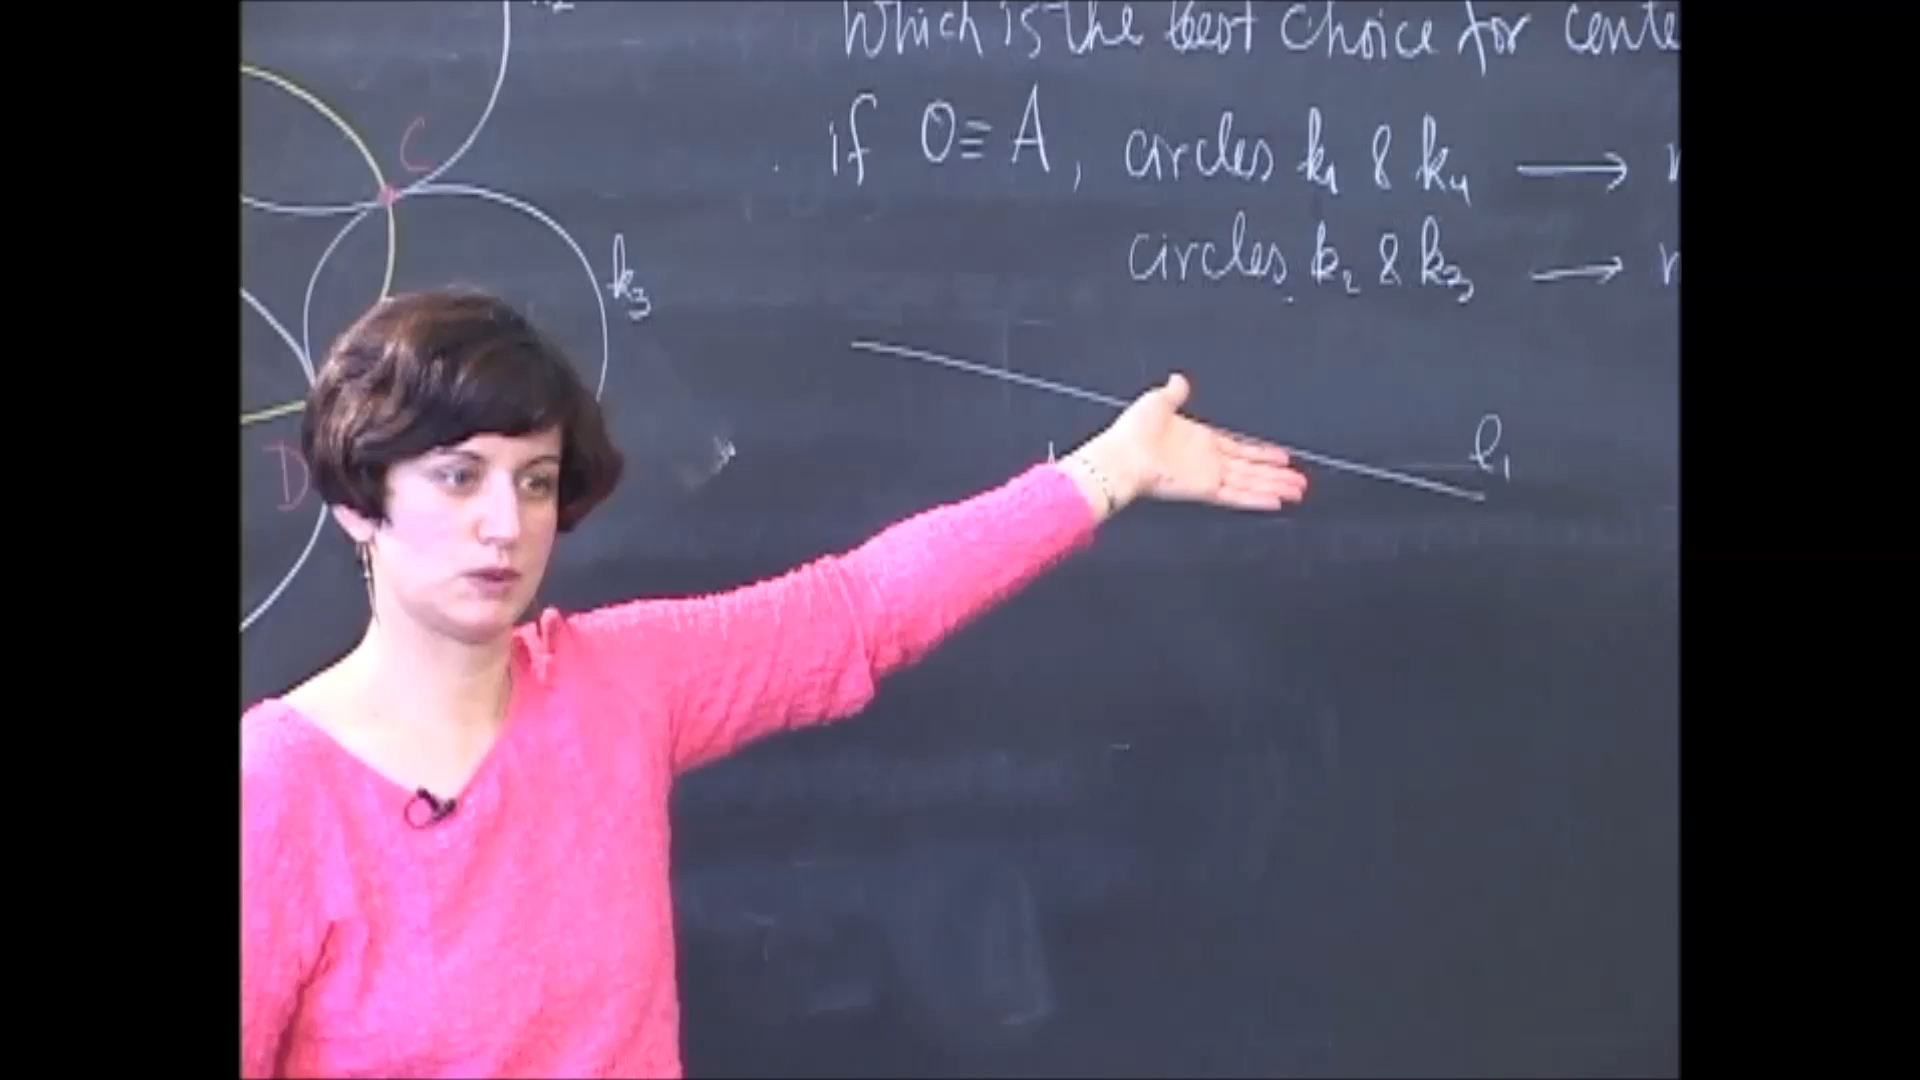 Which is the best choice for cente
if O≡A, circles k₁ & k₄ →
circles k₂ & k₃ →
C
k₃
l₁
D